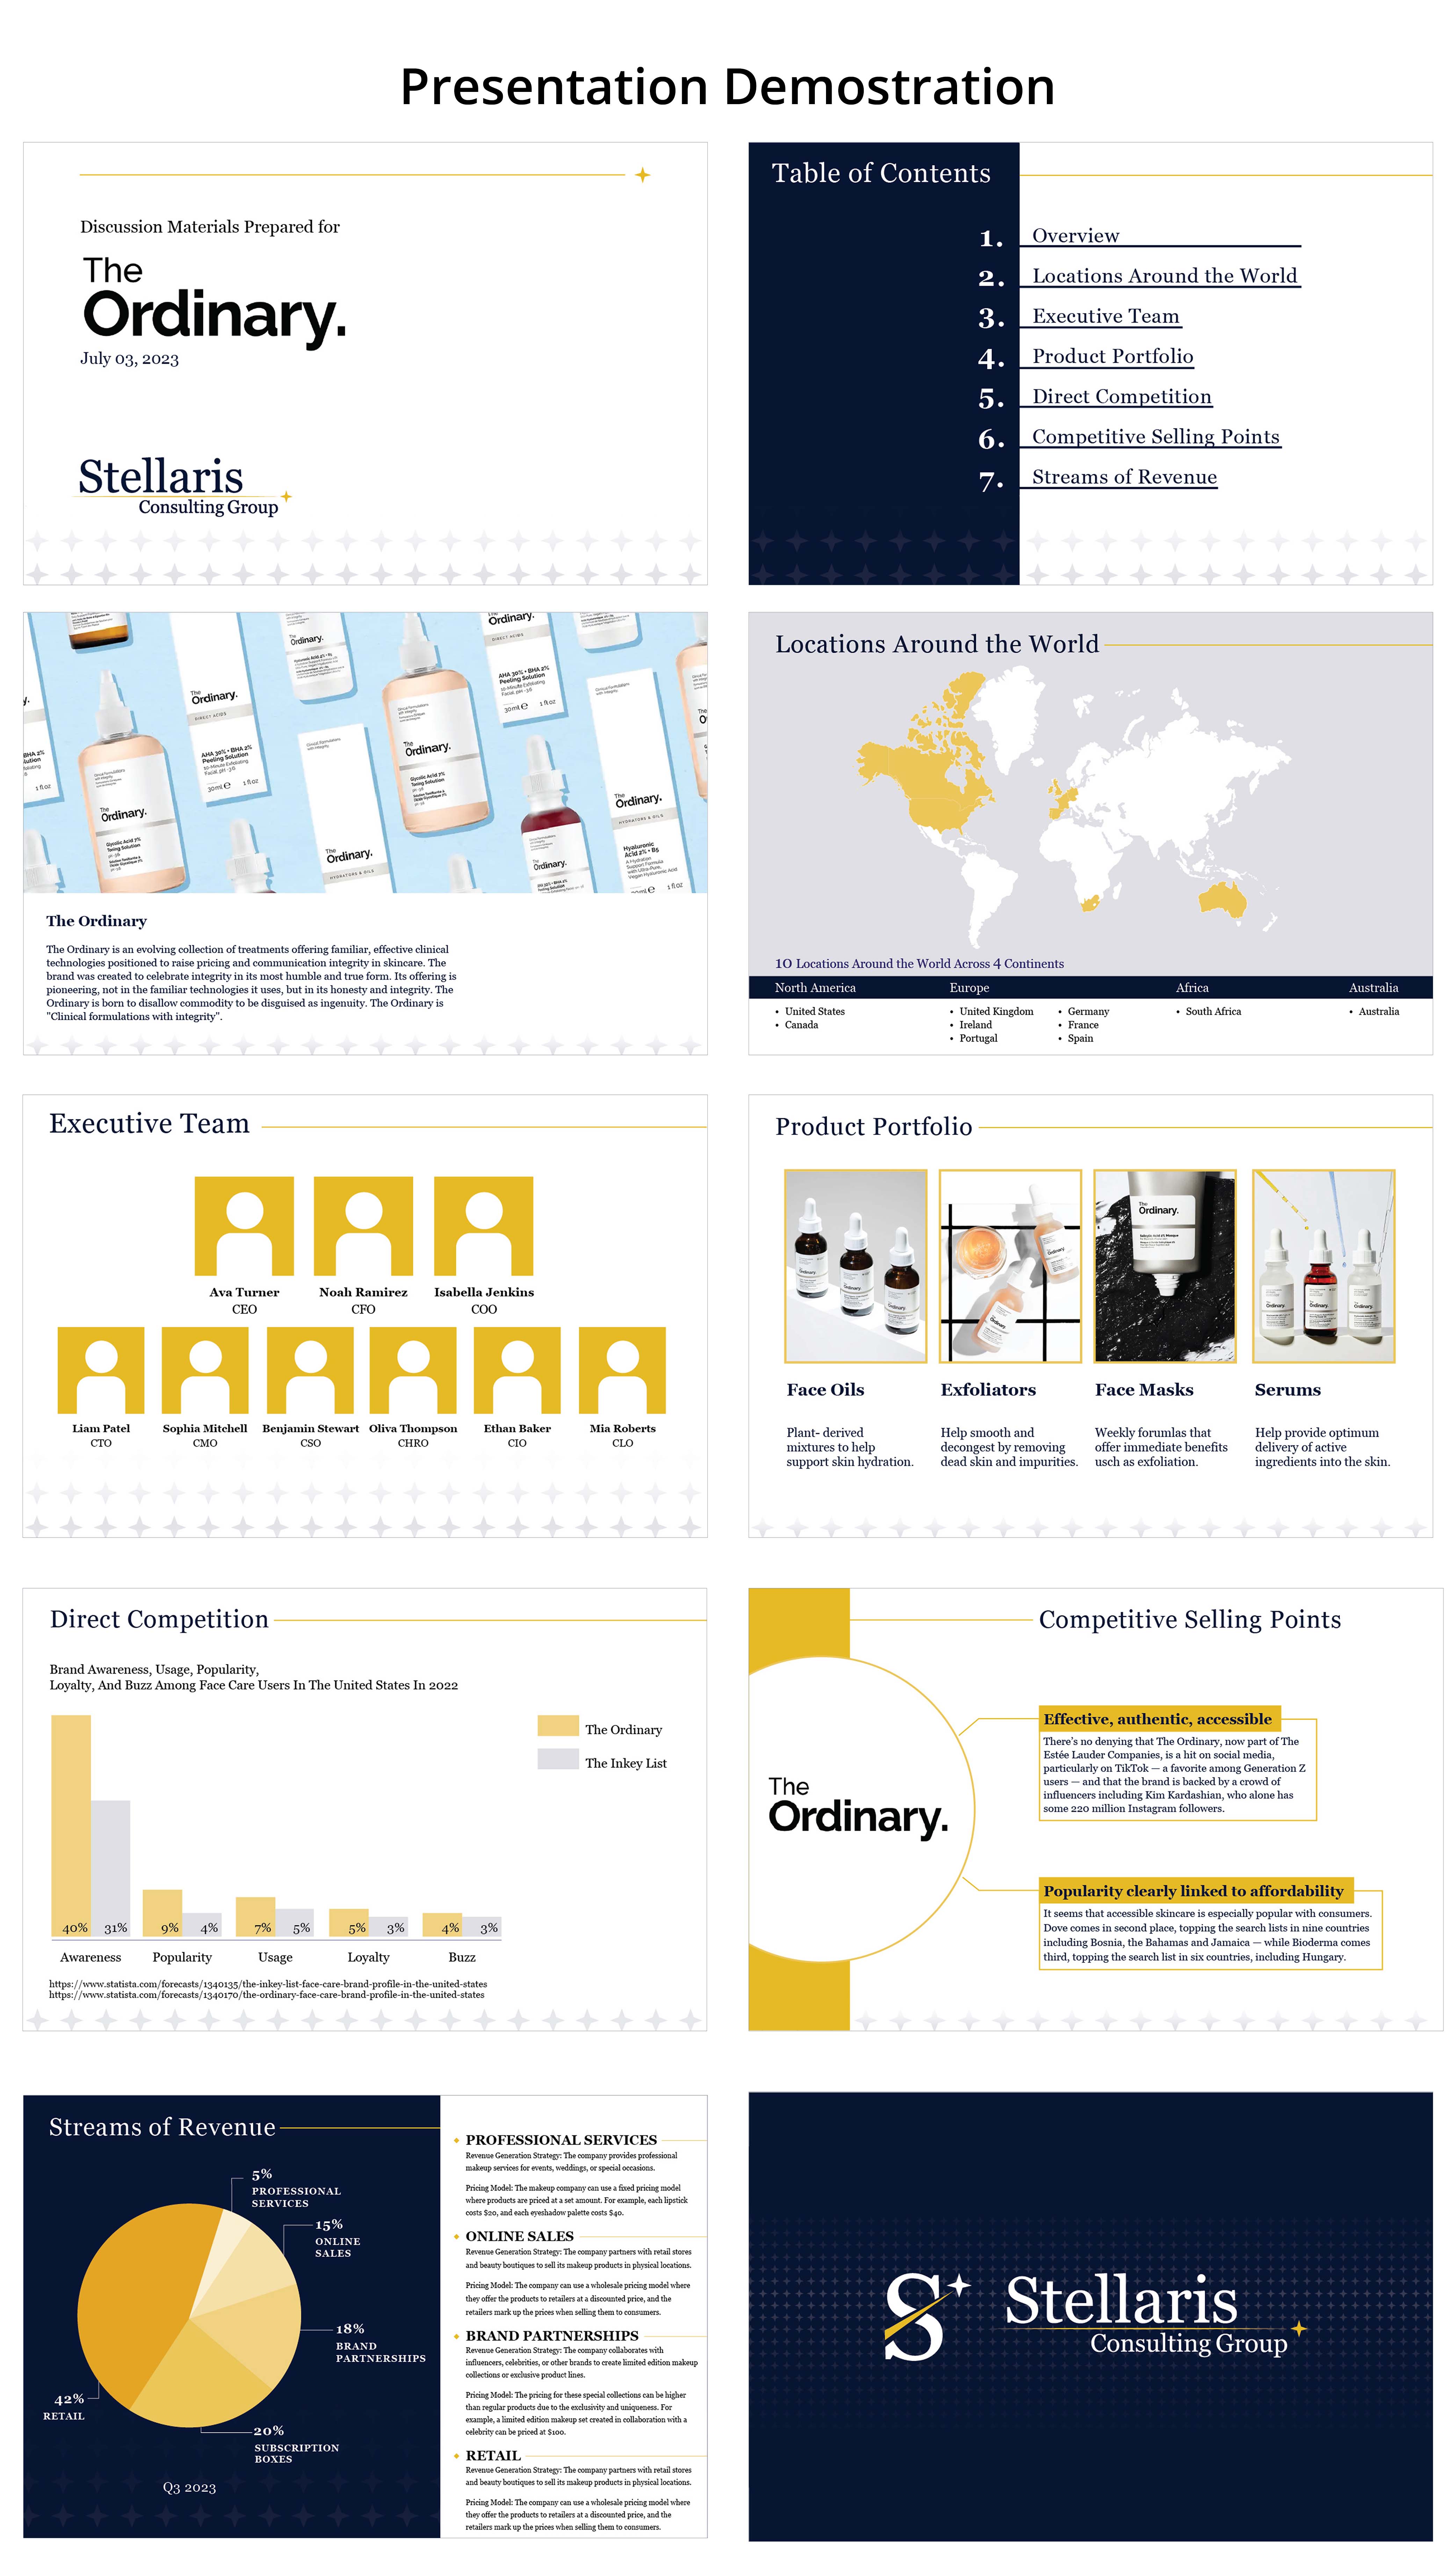 Presentation Demostration
Discussion Materials Prepared for
The
Ordinary.
July 03, 2023
Stellaris
Consulting Group
Table of Contents
1. Overview
2. Locations Around the World
3. Executive Team
4. Product Portfolio
5. Direct Competition
6. Competitive Selling Points
7. Streams of Revenue
The Ordinary
The Ordinary is an evolving collection of treatments offering familiar, effective clinical
technologies positioned to raise pricing and communication integrity in skincare. The
brand was created to celebrate integrity in its most humble and true form. Its offering is
pioneering, not in the familiar technologies it uses, but in its honesty and integrity. The
Ordinary is born to disallow commodity to be disguised as ingenuity. The Ordinary is
"Clinical formulations with integrity".
Locations Around the World
10 Locations Around the World Across 4 Continents
North America Europe Africa Australia
• United States • United Kingdom • Germany • South Africa • Australia
• Canada • Ireland • France
• Portugal • Spain
Executive Team
Ava Turner Noah Ramirez Isabella Jenkins
CEO CFO COO
Liam Patel Sophia Mitchell Benjamin Stewart Oliva Thompson Ethan Baker Mia Roberts
CTO CMO CSO CHRO CIO CLO
Product Portfolio
Face Oils Exfoliators Face Masks Serums
Plant- derived Help smooth and Weekly forumlas that Help provide optimum
mixtures to help decongest by removing offer immediate benefits delivery of active
support skin hydration. dead skin and impurities. usch as exfoliation. ingredients into the skin.
Direct Competition
Brand Awareness, Usage, Popularity,
Loyalty, And Buzz Among Face Care Users In The United States In 2022
The Ordinary
The Inkey List
40% 31% 9% 4% 7% 5% 5% 3% 4% 3%
Awareness Popularity Usage Loyalty Buzz
https://www.statista.com/forecasts/1340135/the-inkey-list-face-care-brand-profile-in-the-united-states
https://www.statista.com/forecasts/1340170/the-ordinary-face-care-brand-profile-in-the-united-states
Competitive Selling Points
The
Ordinary.
Effective, authentic, accessible
There's no denying that The Ordinary, now part of The
Estée Lauder Companies, is a hit on social media,
particularly on TikTok — a favorite among Generation Z
users — and that the brand is backed by a crowd of
influencers including Kim Kardashian, who alone has
some 220 million Instagram followers.
Popularity clearly linked to affordability
It seems that accessible skincare is especially popular with consumers.
Dove comes in second place, topping the search lists in nine countries
including Bosnia, the Bahamas and Jamaica — while Bioderma comes
third, topping the search list in six countries, including Hungary.
Streams of Revenue
5%
PROFESSIONAL
SERVICES
15%
ONLINE
SALES
18%
BRAND
PARTNERSHIPS
42%
RETAIL
20%
SUBSCRIPTION
BOXES
Q3 2023
PROFESSIONAL SERVICES
Revenue Generation Strategy: The company provides professional
makeup services for events, weddings, or special occasions.
Pricing Model: The makeup company can use a fixed pricing model
where products are priced at a set amount. For example, each lipstick
costs $20, and each eyeshadow palette costs $40.
ONLINE SALES
Revenue Generation Strategy: The company partners with retail stores
and beauty boutiques to sell its makeup products in physical locations.
Pricing Model: The company can use a wholesale pricing model where
they offer the products to retailers at a discounted price, and the
retailers mark up the prices when selling them to consumers.
BRAND PARTNERSHIPS
Revenue Generation Strategy: The company collaborates with
influencers, celebrities, or other brands to create limited edition makeup
collections or exclusive product lines.
Pricing Model: The pricing for these special collections can be higher
than regular products due to the exclusivity and uniqueness. For
example, a limited edition makeup set created in collaboration with a
celebrity can be priced at $100.
RETAIL
Revenue Generation Strategy: The company partners with retail stores
and beauty boutiques to sell its makeup products in physical locations.
Pricing Model: The company can use a wholesale pricing model where
they offer the products to retailers at a discounted price, and the
retailers mark up the prices when selling them to consumers.
S Stellaris
Consulting Group